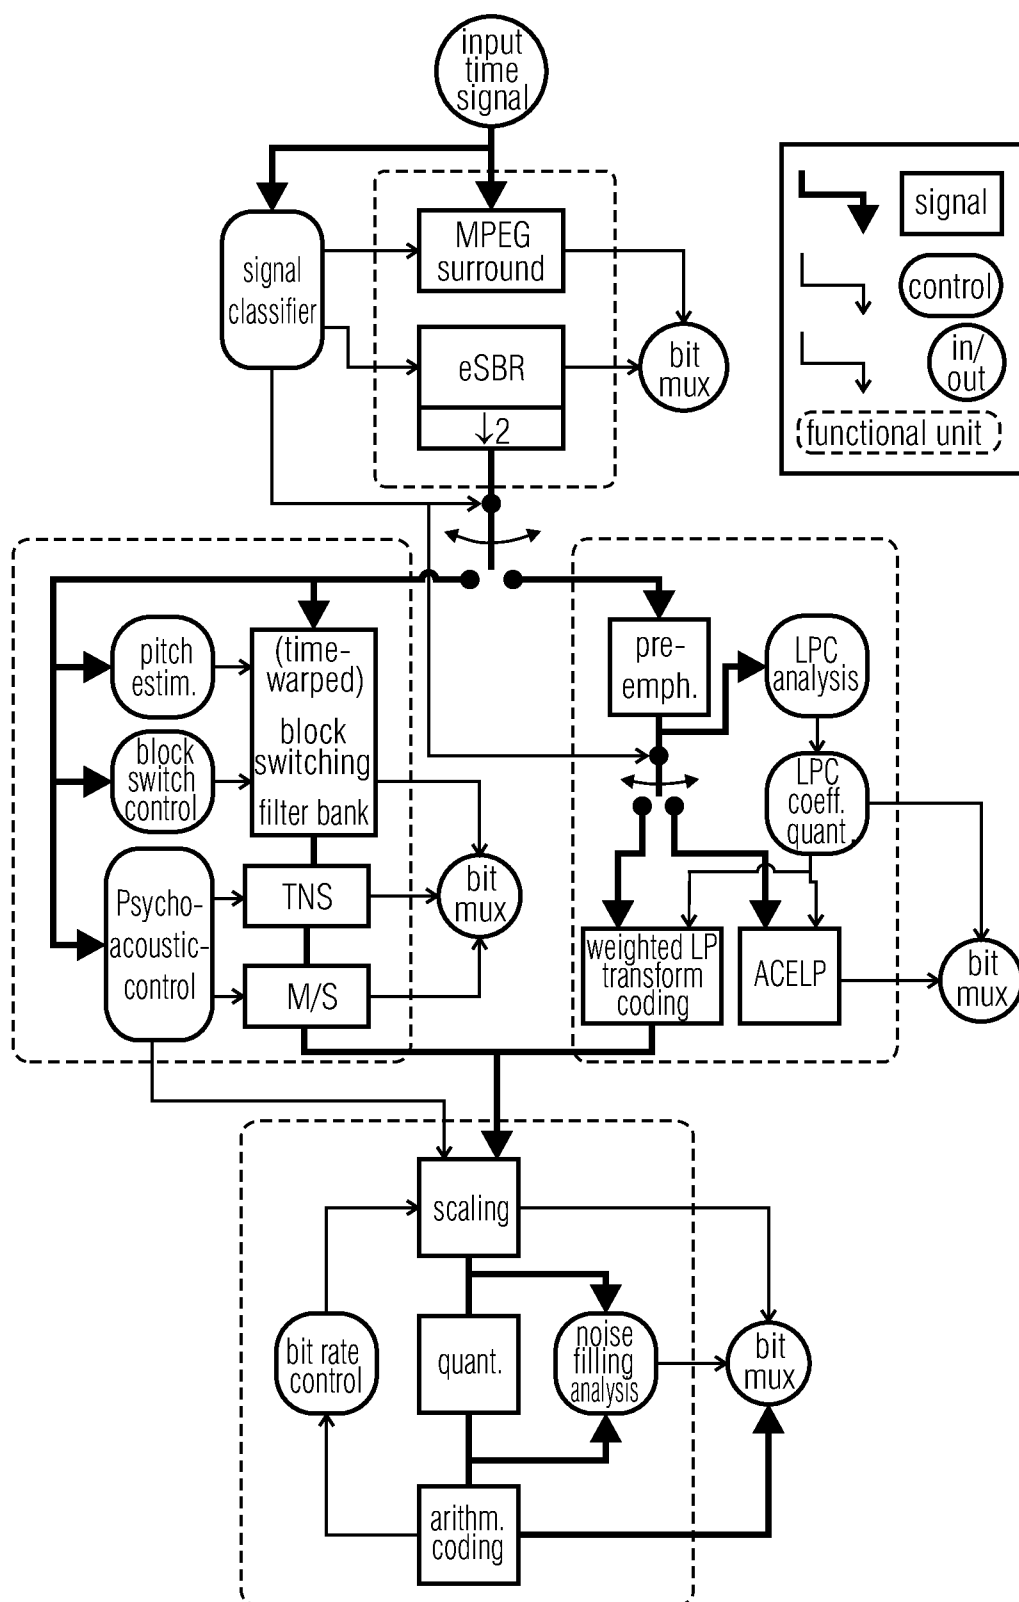 input
time
signal
signal
control
in/
out
functional unit
signal
classifier
MPEG
surround
eSBR
↓2
bit
mux
pitch
estim.
(time-
warped)
block
switching
filter bank
block
switch
control
Psycho-
acoustic-
control
TNS
M/S
bit
mux
pre-
emph.
LPC
analysis
LPC
coeff.
quant.
weighted LP
transform
coding
ACELP
bit
mux
scaling
bit rate
control
quant.
noise
filling
analysis
bit
mux
arithm.
coding